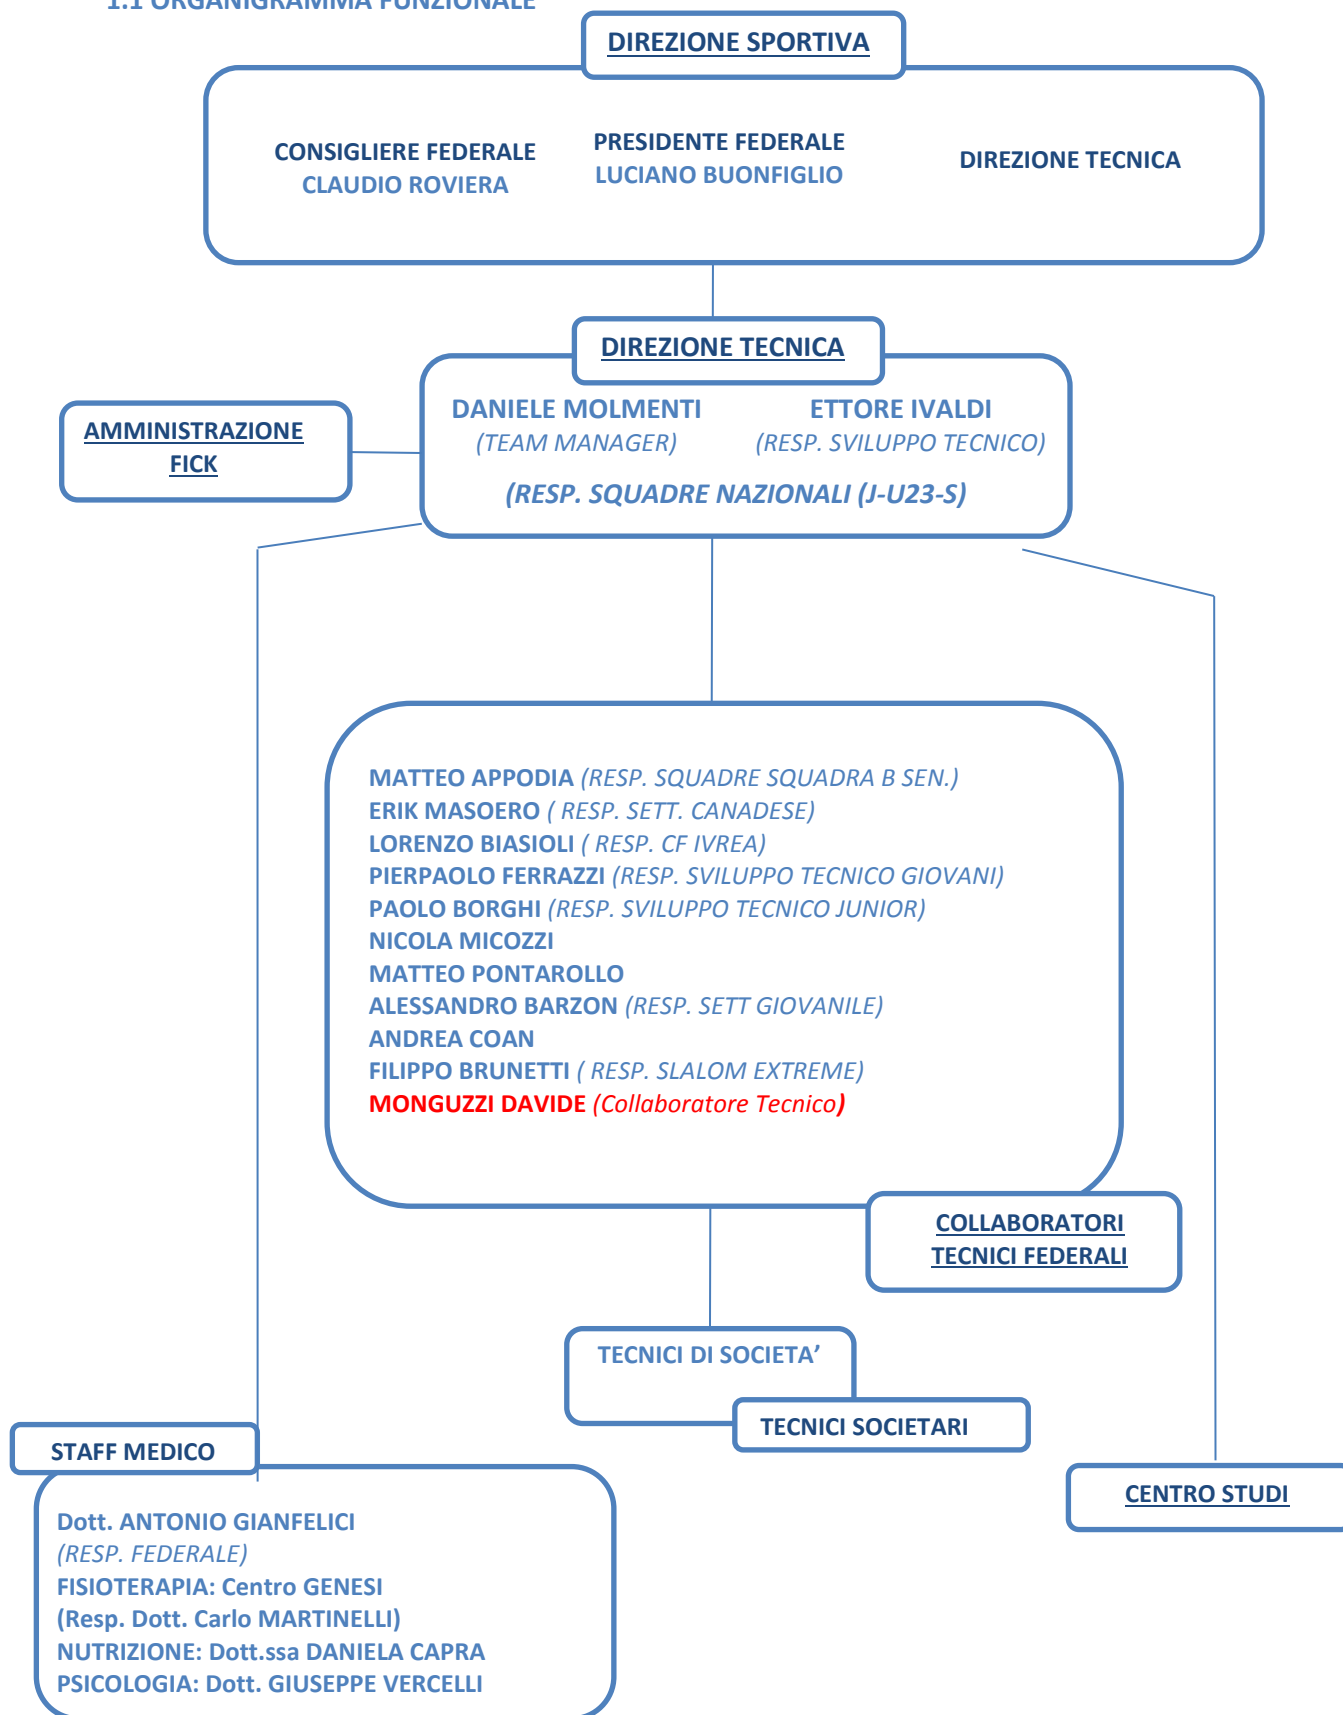 1.1 ORGANIGRAMMA FUNZIONALE
DIREZIONE SPORTIVA
CONSIGLIERE FEDERALE
CLAUDIO ROVIERA
PRESIDENTE FEDERALE
LUCIANO BUONFIGLIO
DIREZIONE TECNICA
DIREZIONE TECNICA
DANIELE MOLMENTI
(TEAM MANAGER)
ETTORE IVALDI
(RESP. SVILUPPO TECNICO)
(RESP. SQUADRE NAZIONALI (J-U23-S)
AMMINISTRAZIONE
FICK
MATTEO APPODIA (RESP. SQUADRE SQUADRA B SEN.)
ERIK MASOERO ( RESP. SETT. CANADESE)
LORENZO BIASIOLI ( RESP. CF IVREA)
PIERPAOLO FERRAZZI (RESP. SVILUPPO TECNICO GIOVANI)
PAOLO BORGHI (RESP. SVILUPPO TECNICO JUNIOR)
NICOLA MICOZZI
MATTEO PONTAROLLO
ALESSANDRO BARZON (RESP. SETT GIOVANILE)
ANDREA COAN
FILIPPO BRUNETTI ( RESP. SLALOM EXTREME)
MONGUZZI DAVIDE (Collaboratore Tecnico)
COLLABORATORI
TECNICI FEDERALI
TECNICI DI SOCIETA’
TECNICI SOCIETARI
STAFF MEDICO
Dott. ANTONIO GIANFELICI
(RESP. FEDERALE)
FISIOTERAPIA: Centro GENESI
(Resp. Dott. Carlo MARTINELLI)
NUTRIZIONE: Dott.ssa DANIELA CAPRA
PSICOLOGIA: Dott. GIUSEPPE VERCELLI
CENTRO STUDI